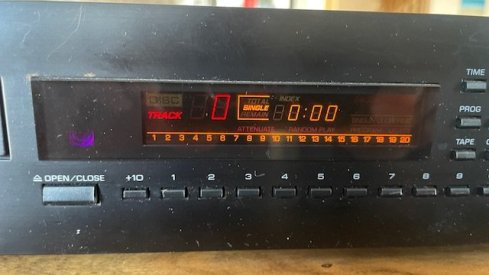 DISC
TOTAL INDEX
TRACK 0 SINGLE 0:00
REMAIN
ATTENUATE RANDOM PLAY
1 2 3 4 5 6 7 8 9 10 11 12 13 14 15 16 17 18 19 20
TIME
PROG
TAPE
OPEN/CLOSE +10 1 2 3 4 5 6 7 8 9